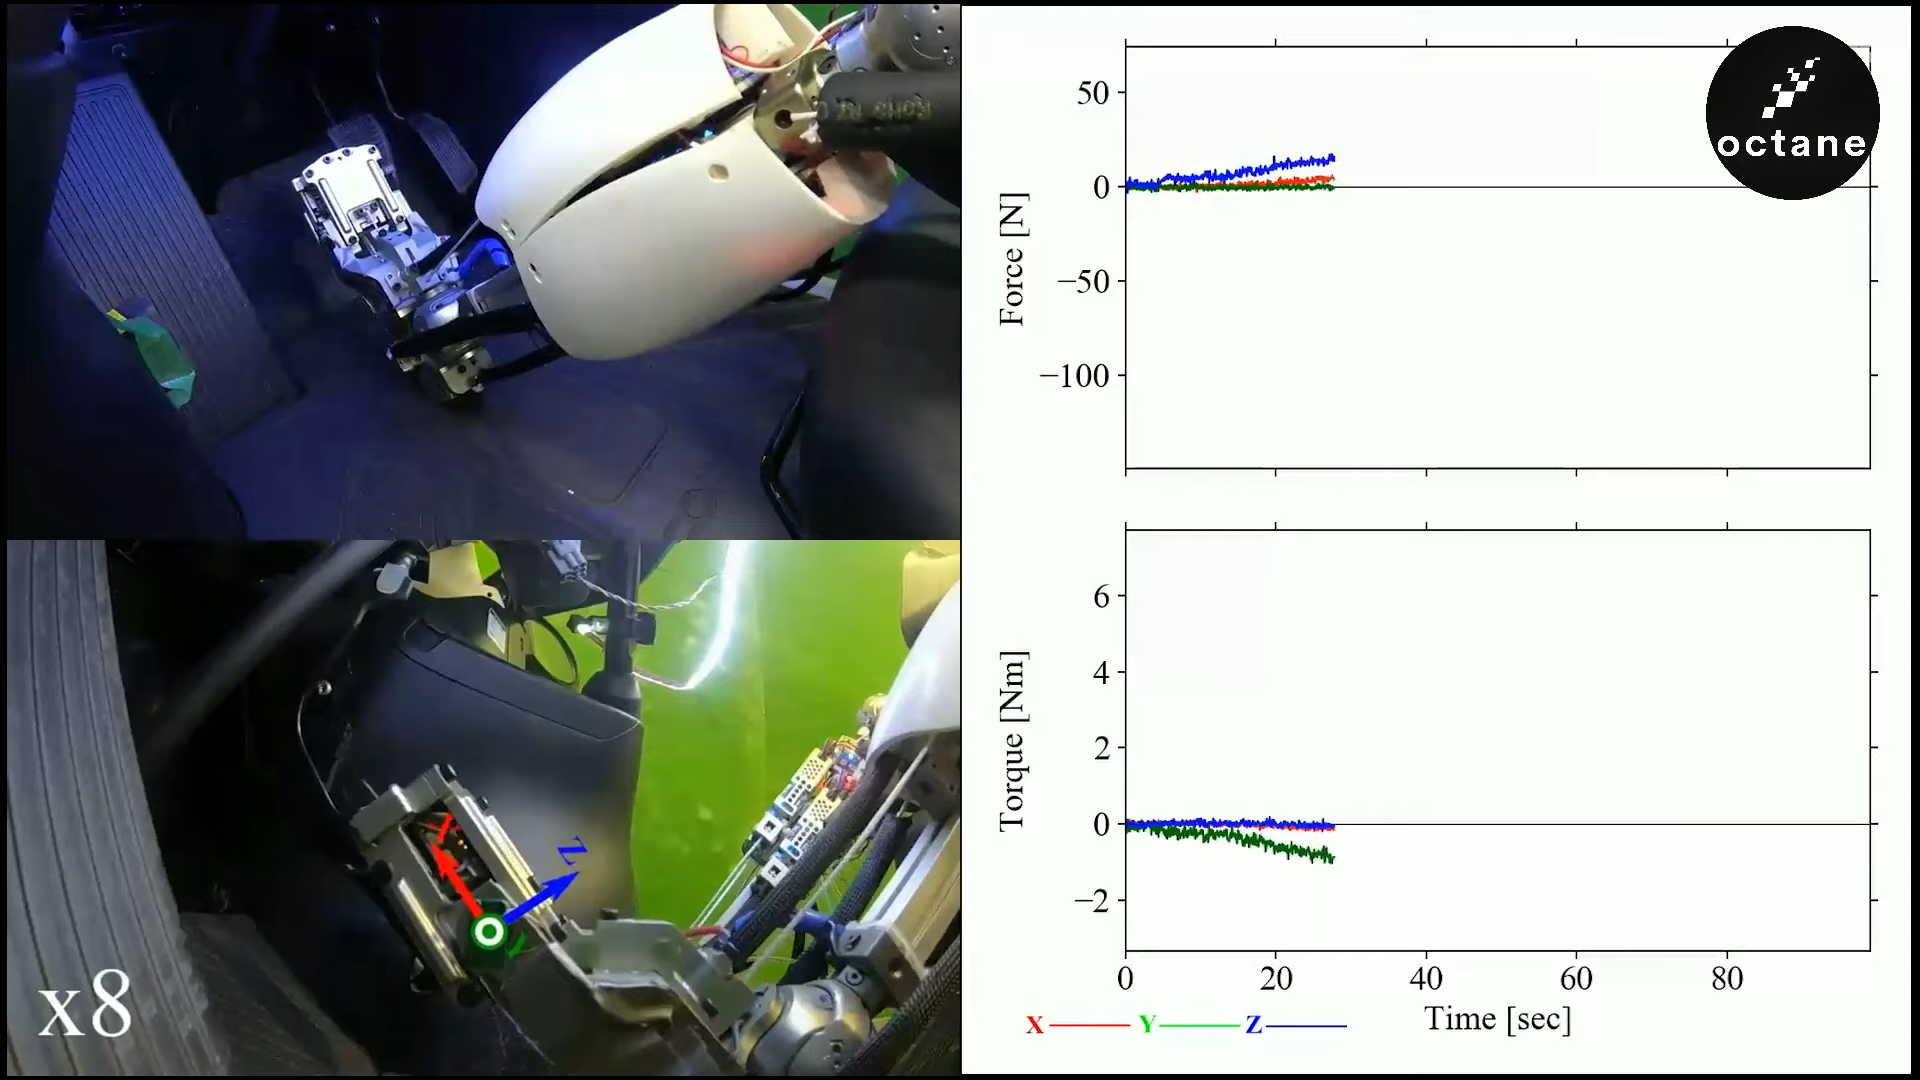 octane
50
0
−50
−100
Force [N]
6
4
2
0
−2
Torque [Nm]
0 20 40 60 80
Time [sec]
X Y Z
Z
x8